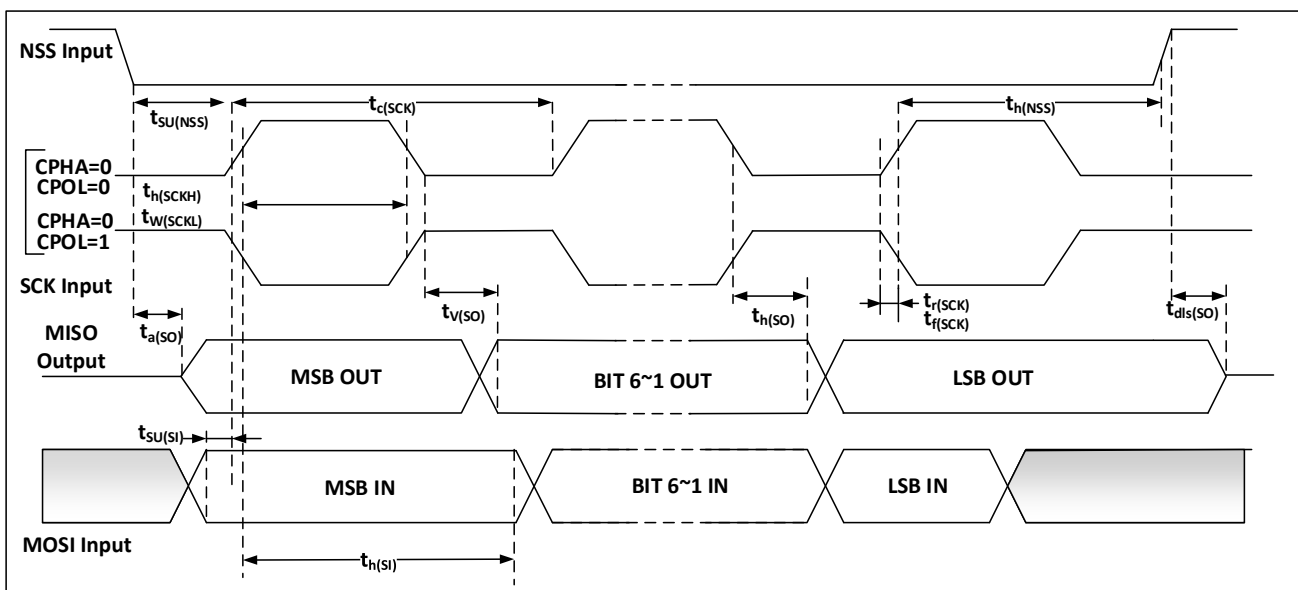 NSS Input
tSU(NSS)
tc(SCK)
th(NSS)
CPHA=0
CPOL=0
th(SCKH)
CPHA=0
tW(SCKL)
CPOL=1
SCK Input
ta(SO)
tV(SO)
th(SO)
tr(SCK)
tf(SCK)
tdIs(SO)
MISO
Output
MSB OUT
BIT 6~1 OUT
LSB OUT
tSU(SI)
MSB IN
BIT 6~1 IN
LSB IN
MOSI Input
th(SI)